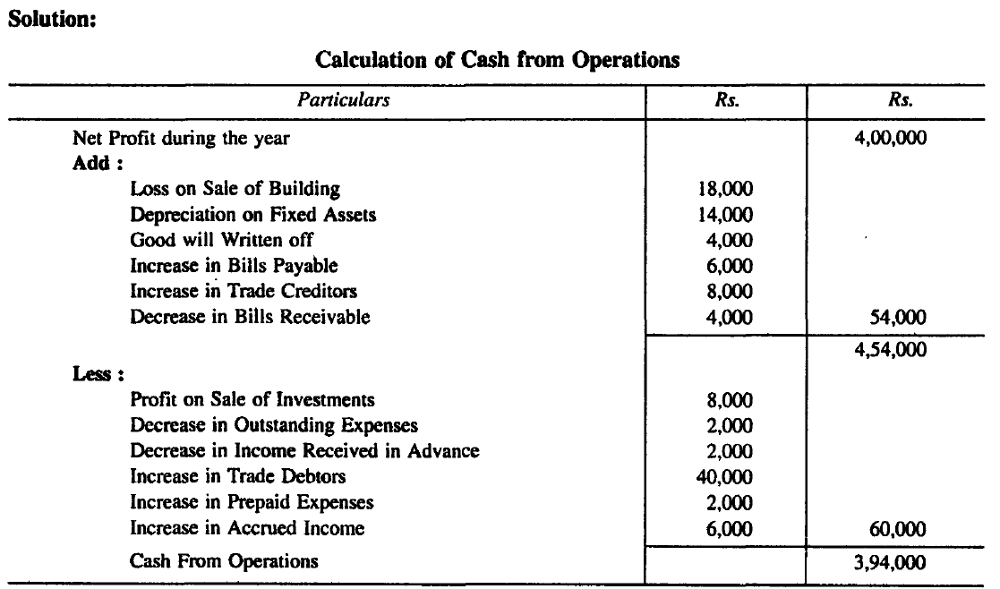 Solution:
Calculation of Cash from Operations
Particulars Rs. Rs.
Net Profit during the year 4,00,000
Add :
Loss on Sale of Building 18,000
Depreciation on Fixed Assets 14,000
Good will Written off 4,000
Increase in Bills Payable 6,000
Increase in Trade Creditors 8,000
Decrease in Bills Receivable 4,000 54,000
4,54,000
Less :
Profit on Sale of Investments 8,000
Decrease in Outstanding Expenses 2,000
Decrease in Income Received in Advance 2,000
Increase in Trade Debtors 40,000
Increase in Prepaid Expenses 2,000
Increase in Accrued Income 6,000 60,000
Cash From Operations 3,94,000